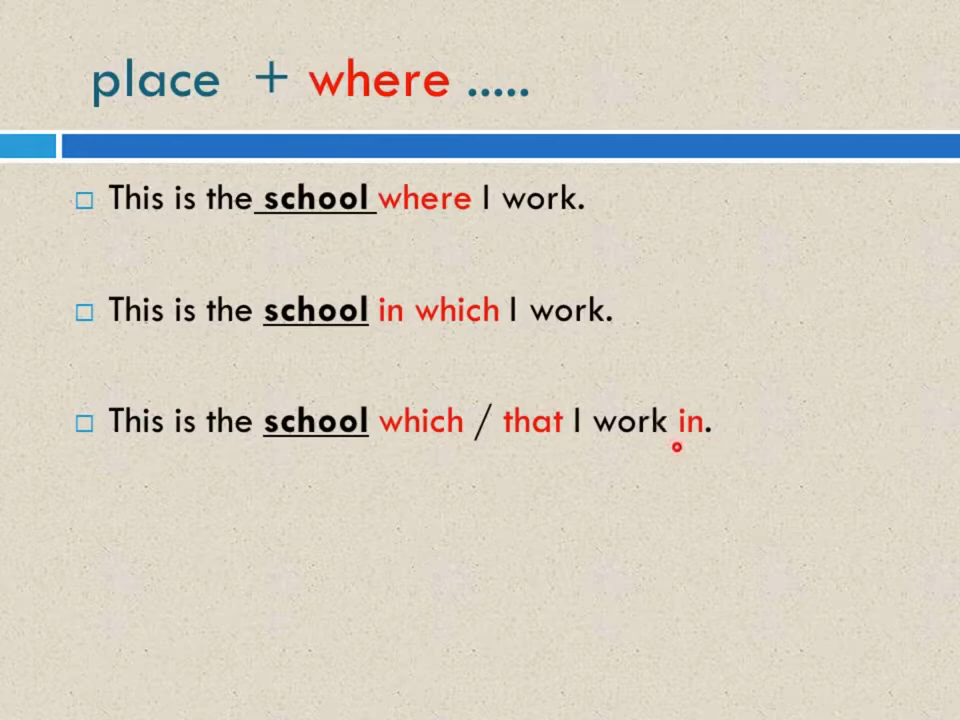 place + where .....
This is the school where I work.
This is the school in which I work.
This is the school which / that I work in.